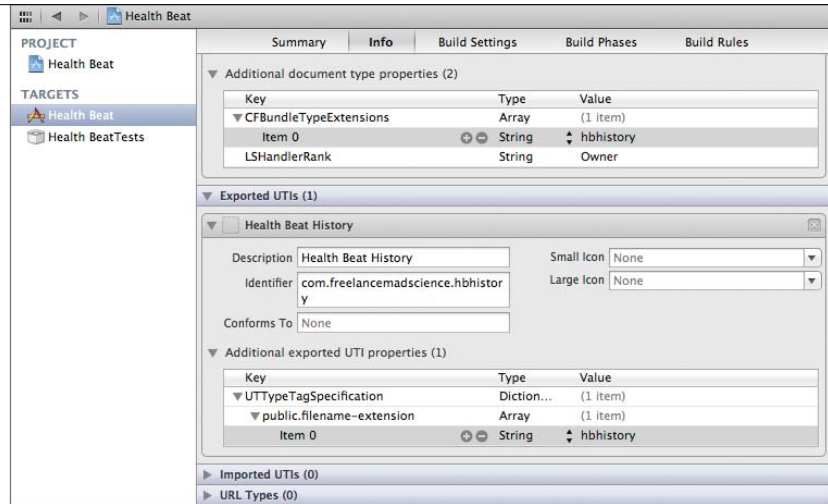 Health Beat
PROJECT
Health Beat
TARGETS
Health Beat
Health BeatTests
Summary Info Build Settings Build Phases Build Rules
Additional document type properties (2)
Key Type Value
CFBundleTypeExtensions Array (1 item)
Item 0 String hbhistory
LSHandlerRank String Owner
Exported UTIs (1)
Health Beat History
Description Health Beat History Small Icon None
Identifier com.freelancemadscience.hbhistor Large Icon None
y
Conforms To None
Additional exported UTI properties (1)
Key Type Value
UTTypeTagSpecification Diction... (1 item)
public.filename-extension Array (1 item)
Item 0 String hbhistory
Imported UTIs (0)
URL Types (0)